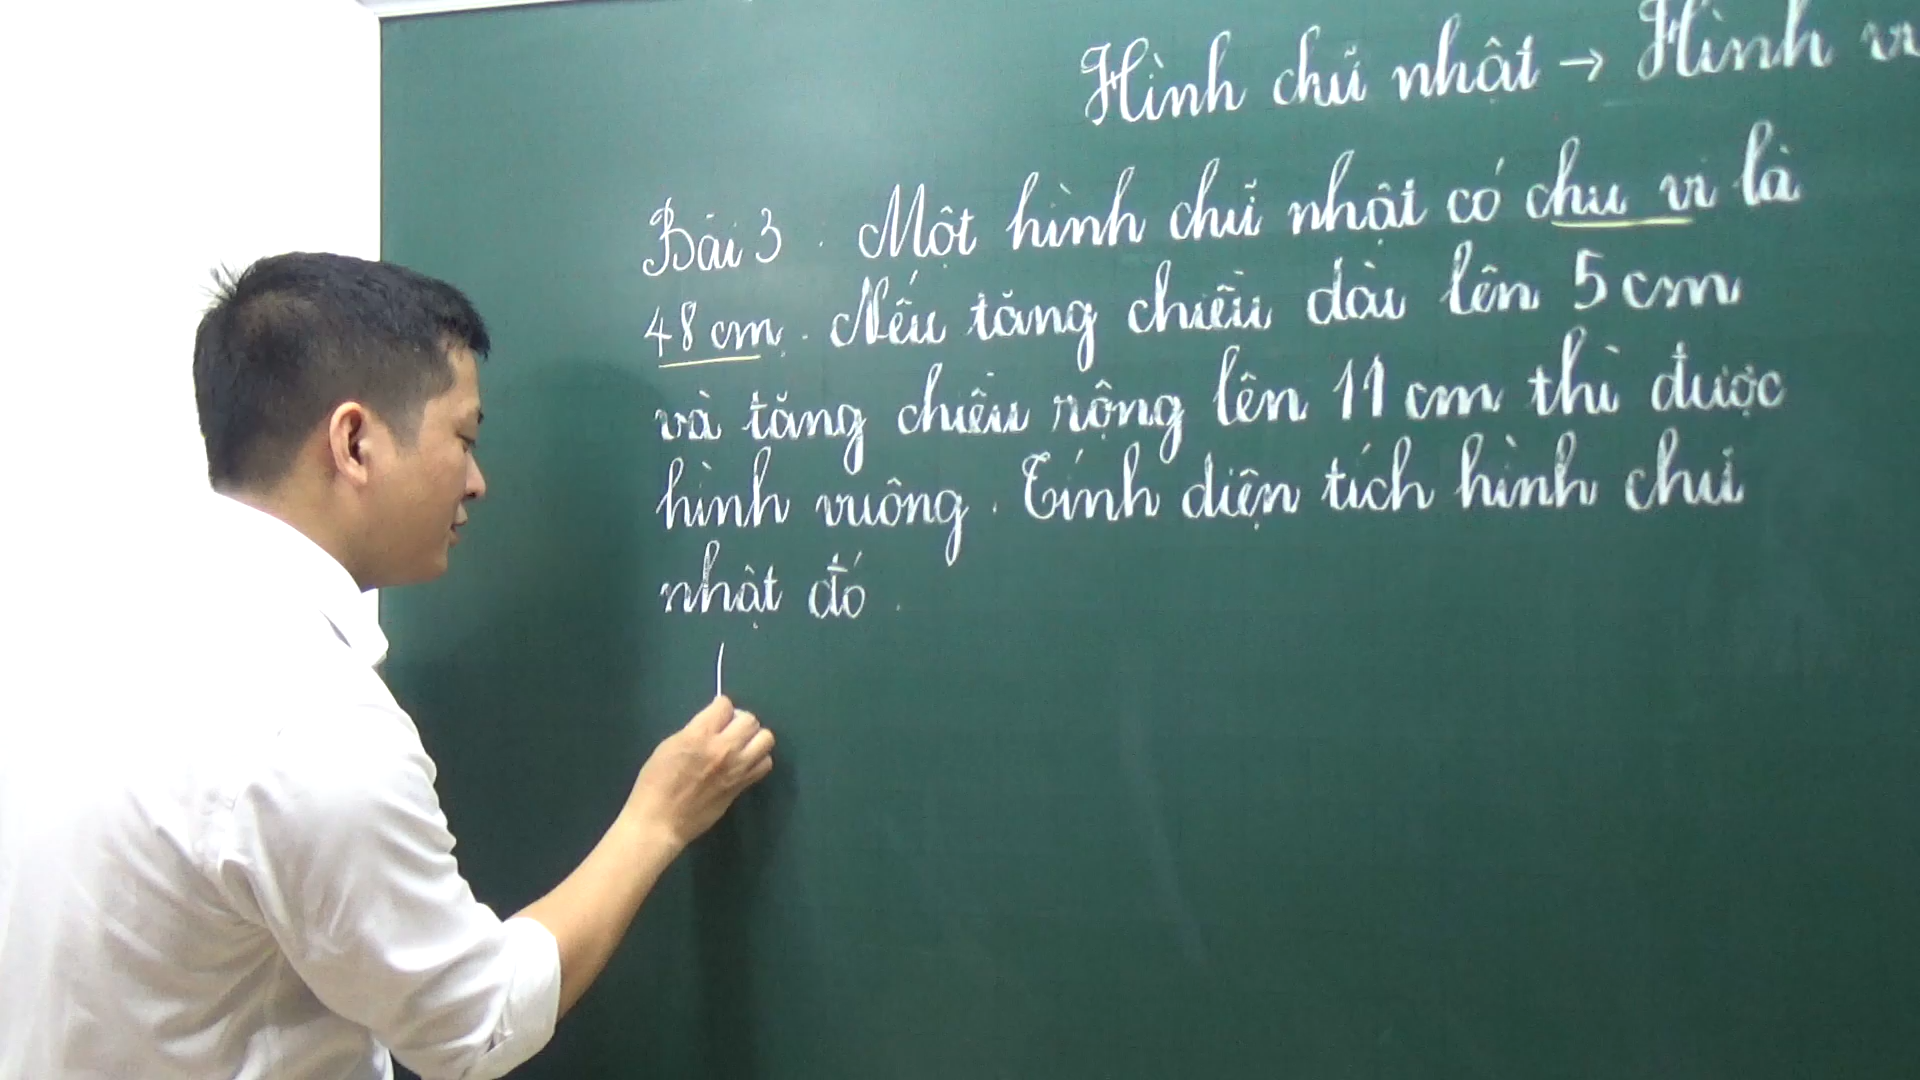 Hình chữ nhật → Hình
Bài 3 : Một hình chữ nhật có chu vi là
48 cm. Nếu tăng chiều dài lên 5 cm
và tăng chiều rộng lên 11 cm thì được
hình vuông. Tính diện tích hình chữ
nhật đó.